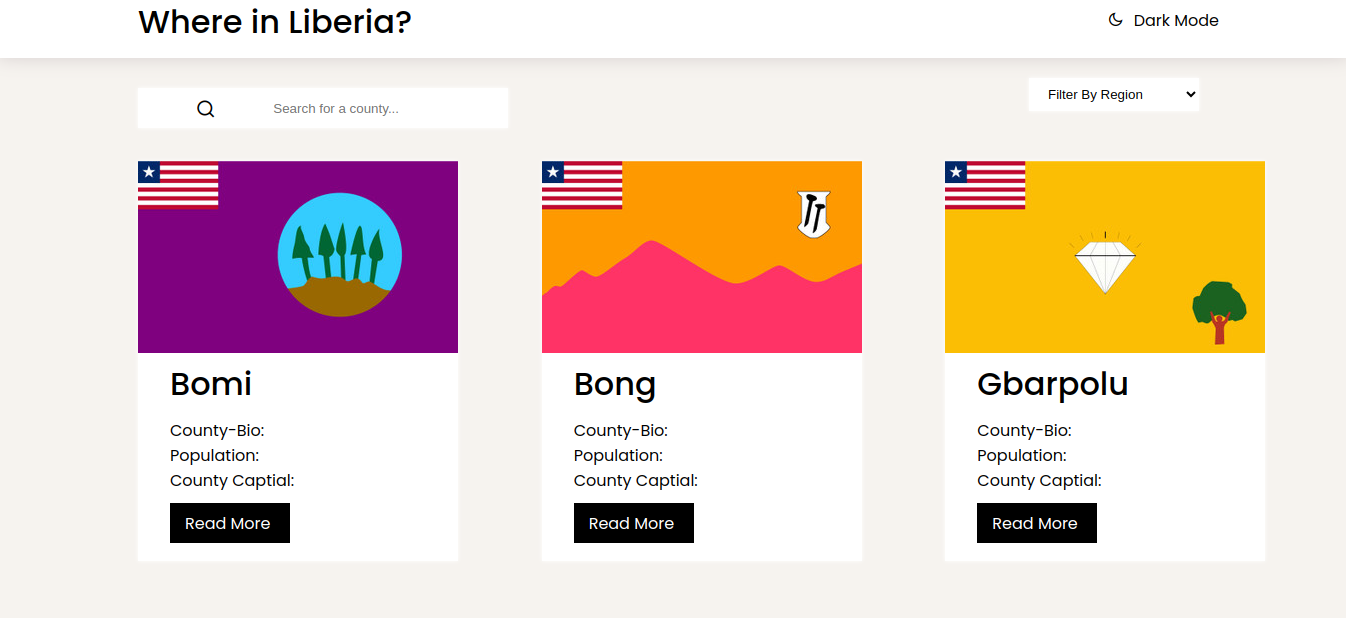 Where in Liberia?
Dark Mode
Search for a county...
Filter By Region
Bomi
County-Bio:
Population:
County Captial:
Read More
Bong
County-Bio:
Population:
County Captial:
Read More
Gbarpolu
County-Bio:
Population:
County Captial:
Read More